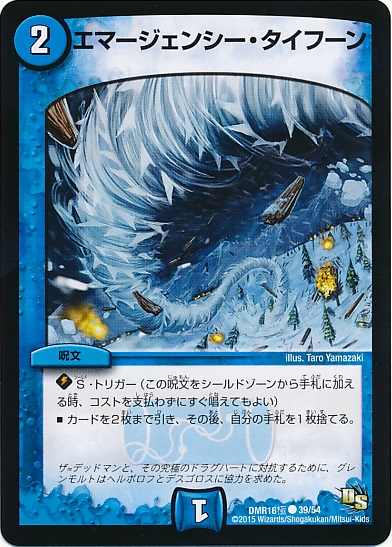 2
エマージェンシー・タイフーン
illus. Taro Yamazaki
呪文
S・トリガー(この呪文をシールドゾーンから手札に加え
る時、コストを支払わずにすぐ唱えてもよい)
■カードを2枚まで引き、その後、自分の手札を1枚捨てる。
ザ=デッドマンと、その究極のドラグハートに対抗するために、グレ
ンモルトはヘルボロフとデスゴロスに協力を求めた。
1
DS
DMR16極 ● 39/54
©2015 Wizards/Shogakukan/Mitsui-Kids